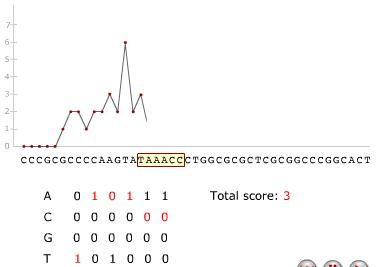 7
6
5
4
3
2
1
0
CCCGCGCCCCAAGTATAAACCCTGGCGCGCTCGCGGCCCGGCACT
A 0 1 0 1 1 1 Total score: 3
C 0 0 0 0 0 0
G 0 0 0 0 0 0
T 1 0 1 0 0 0